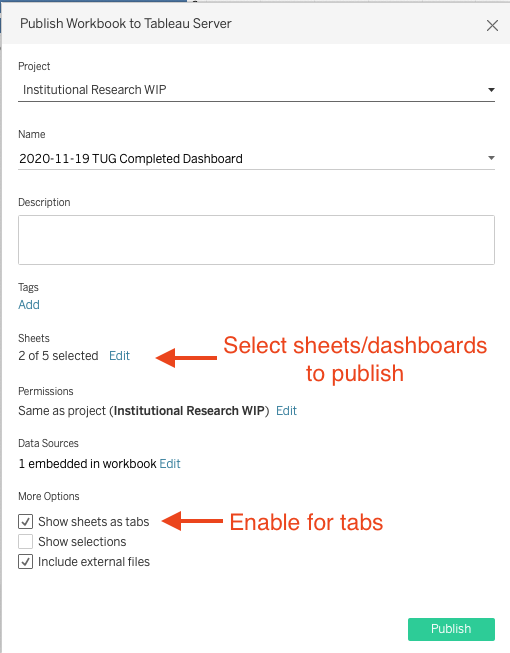 Publish Workbook to Tableau Server
Project
Institutional Research WIP
Name
2020-11-19 TUG Completed Dashboard
Description
Tags
Add
Sheets
2 of 5 selected Edit
Select sheets/dashboards
to publish
Permissions
Same as project (Institutional Research WIP) Edit
Data Sources
1 embedded in workbook Edit
More Options
Show sheets as tabs
Enable for tabs
Show selections
Include external files
Publish